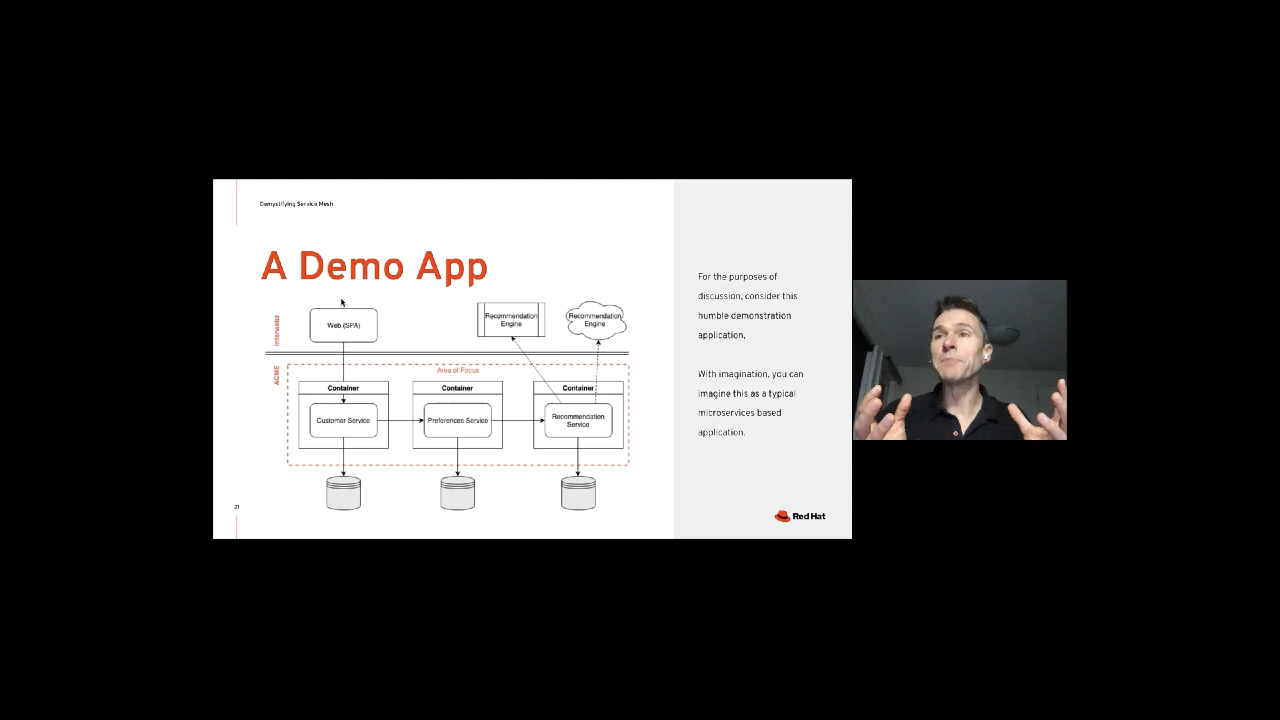 Demystifying Service Mesh
A Demo App
Interwebz
Web (SPA)
Recommendation
Engine
Recommendation
Engine
ACME
Area of Focus
Container
Container
Container
Customer Service
Preferences Service
Recommendation
Service
21
For the purposes of
discussion, consider this
humble demonstration
application,
With imagination, you can
imagine this as a typical
microservices based
application.
Red Hat